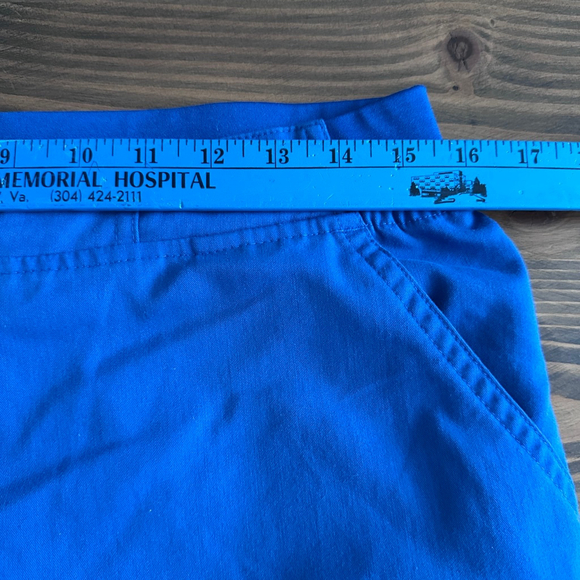 9 10 11 12 13 14 15 16 17
MEMORIAL HOSPITAL
Va. (304) 424-2111